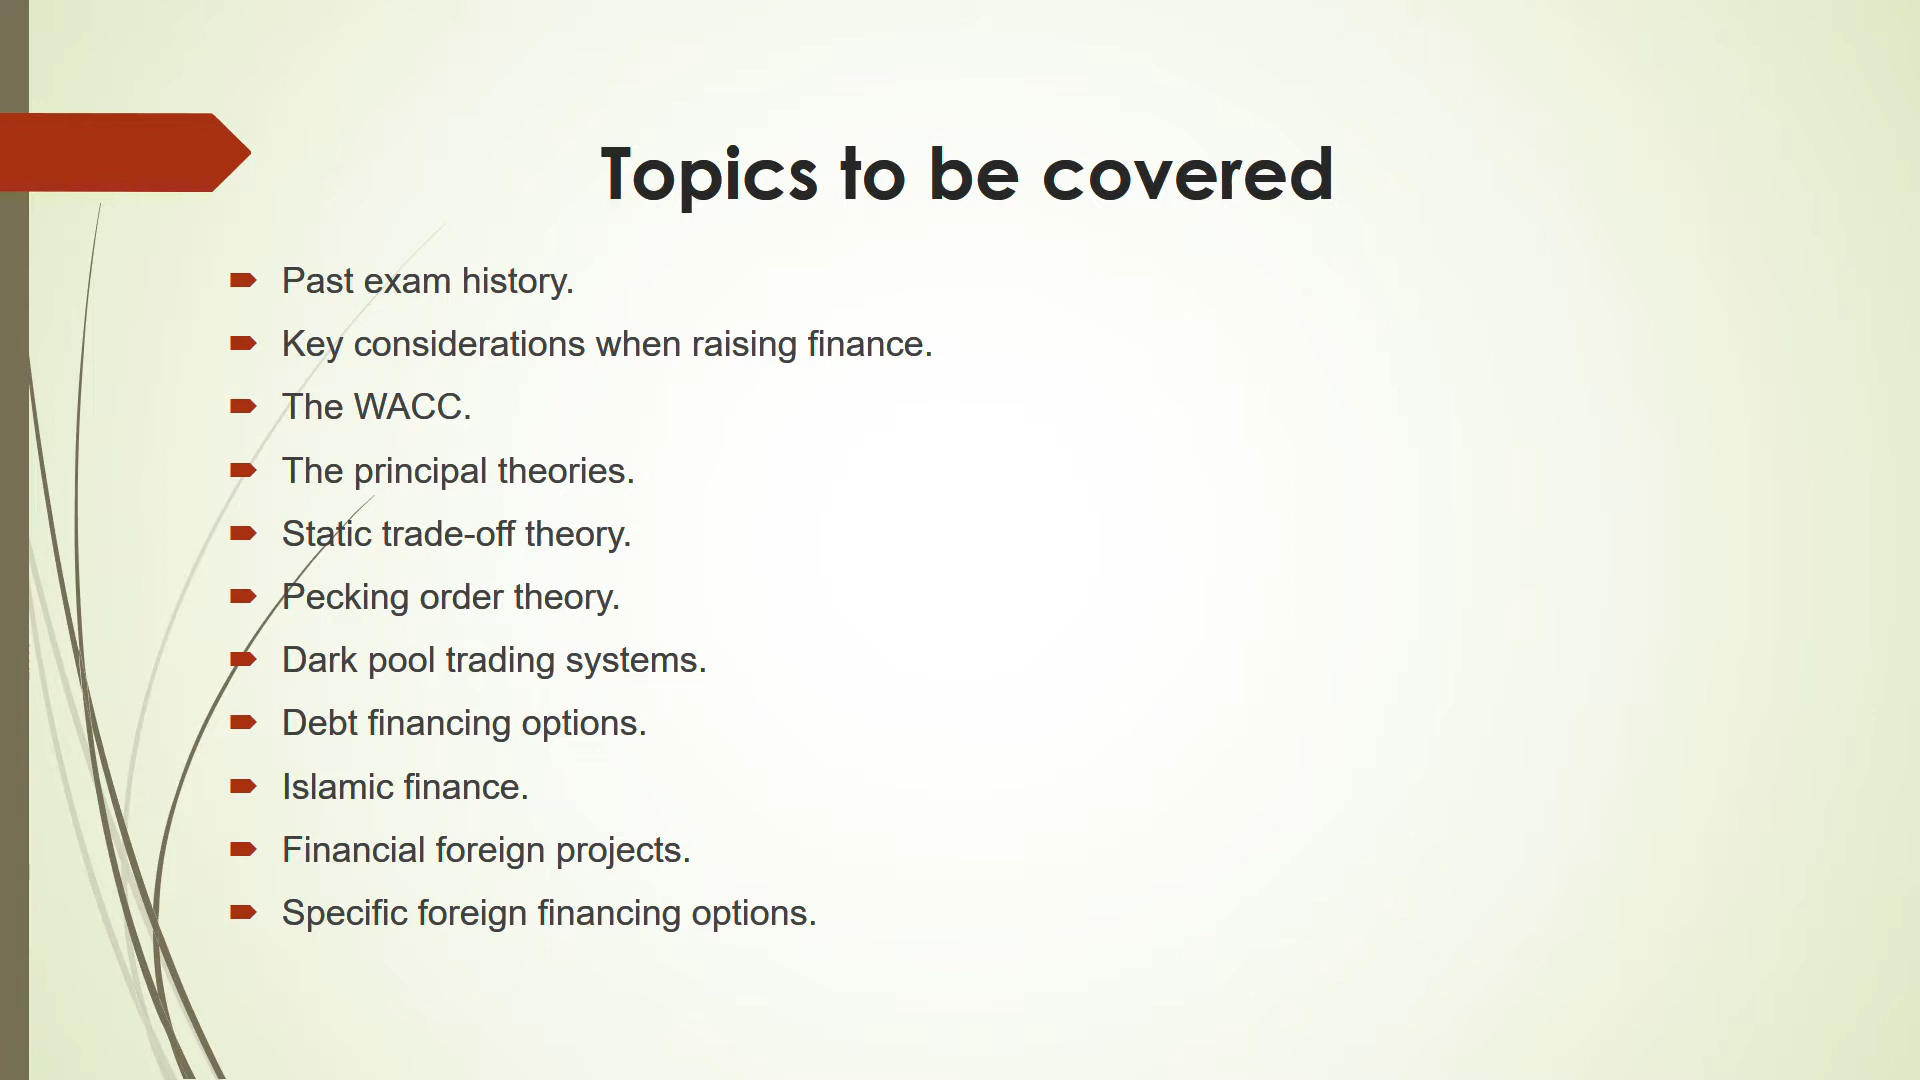 Topics to be covered
Past exam history.
Key considerations when raising finance.
The WACC.
The principal theories.
Static trade-off theory.
Pecking order theory.
Dark pool trading systems.
Debt financing options.
Islamic finance.
Financial foreign projects.
Specific foreign financing options.